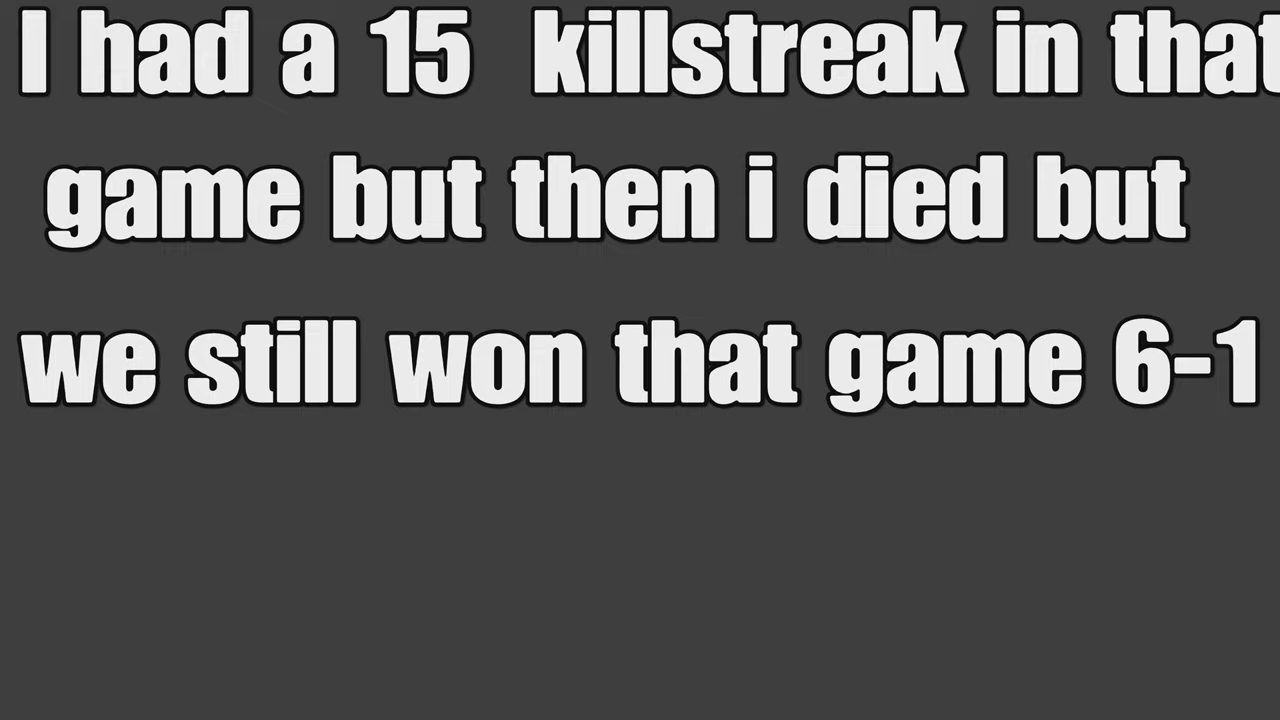 I had a 15  killstreak in that
game but then i died but
we still won that game 6-1